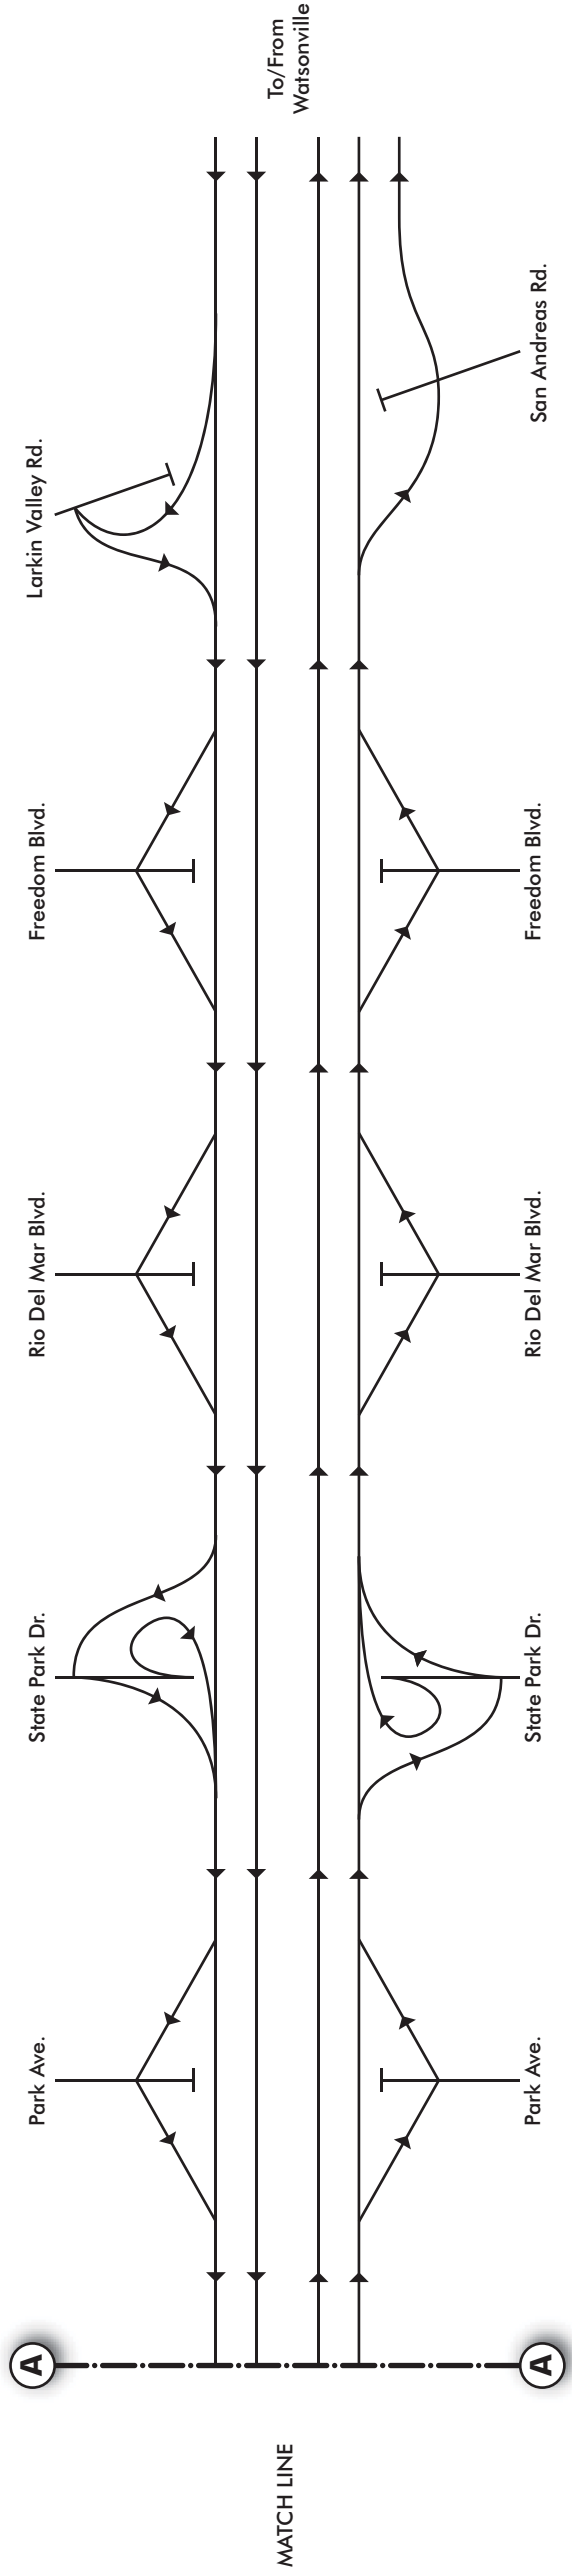 A
MATCH LINE
Park Ave.
State Park Dr.
Rio Del Mar Blvd.
Freedom Blvd.
Larkin Valley Rd.
To/From
Watsonville
A
Park Ave.
State Park Dr.
Rio Del Mar Blvd.
Freedom Blvd.
San Andreas Rd.